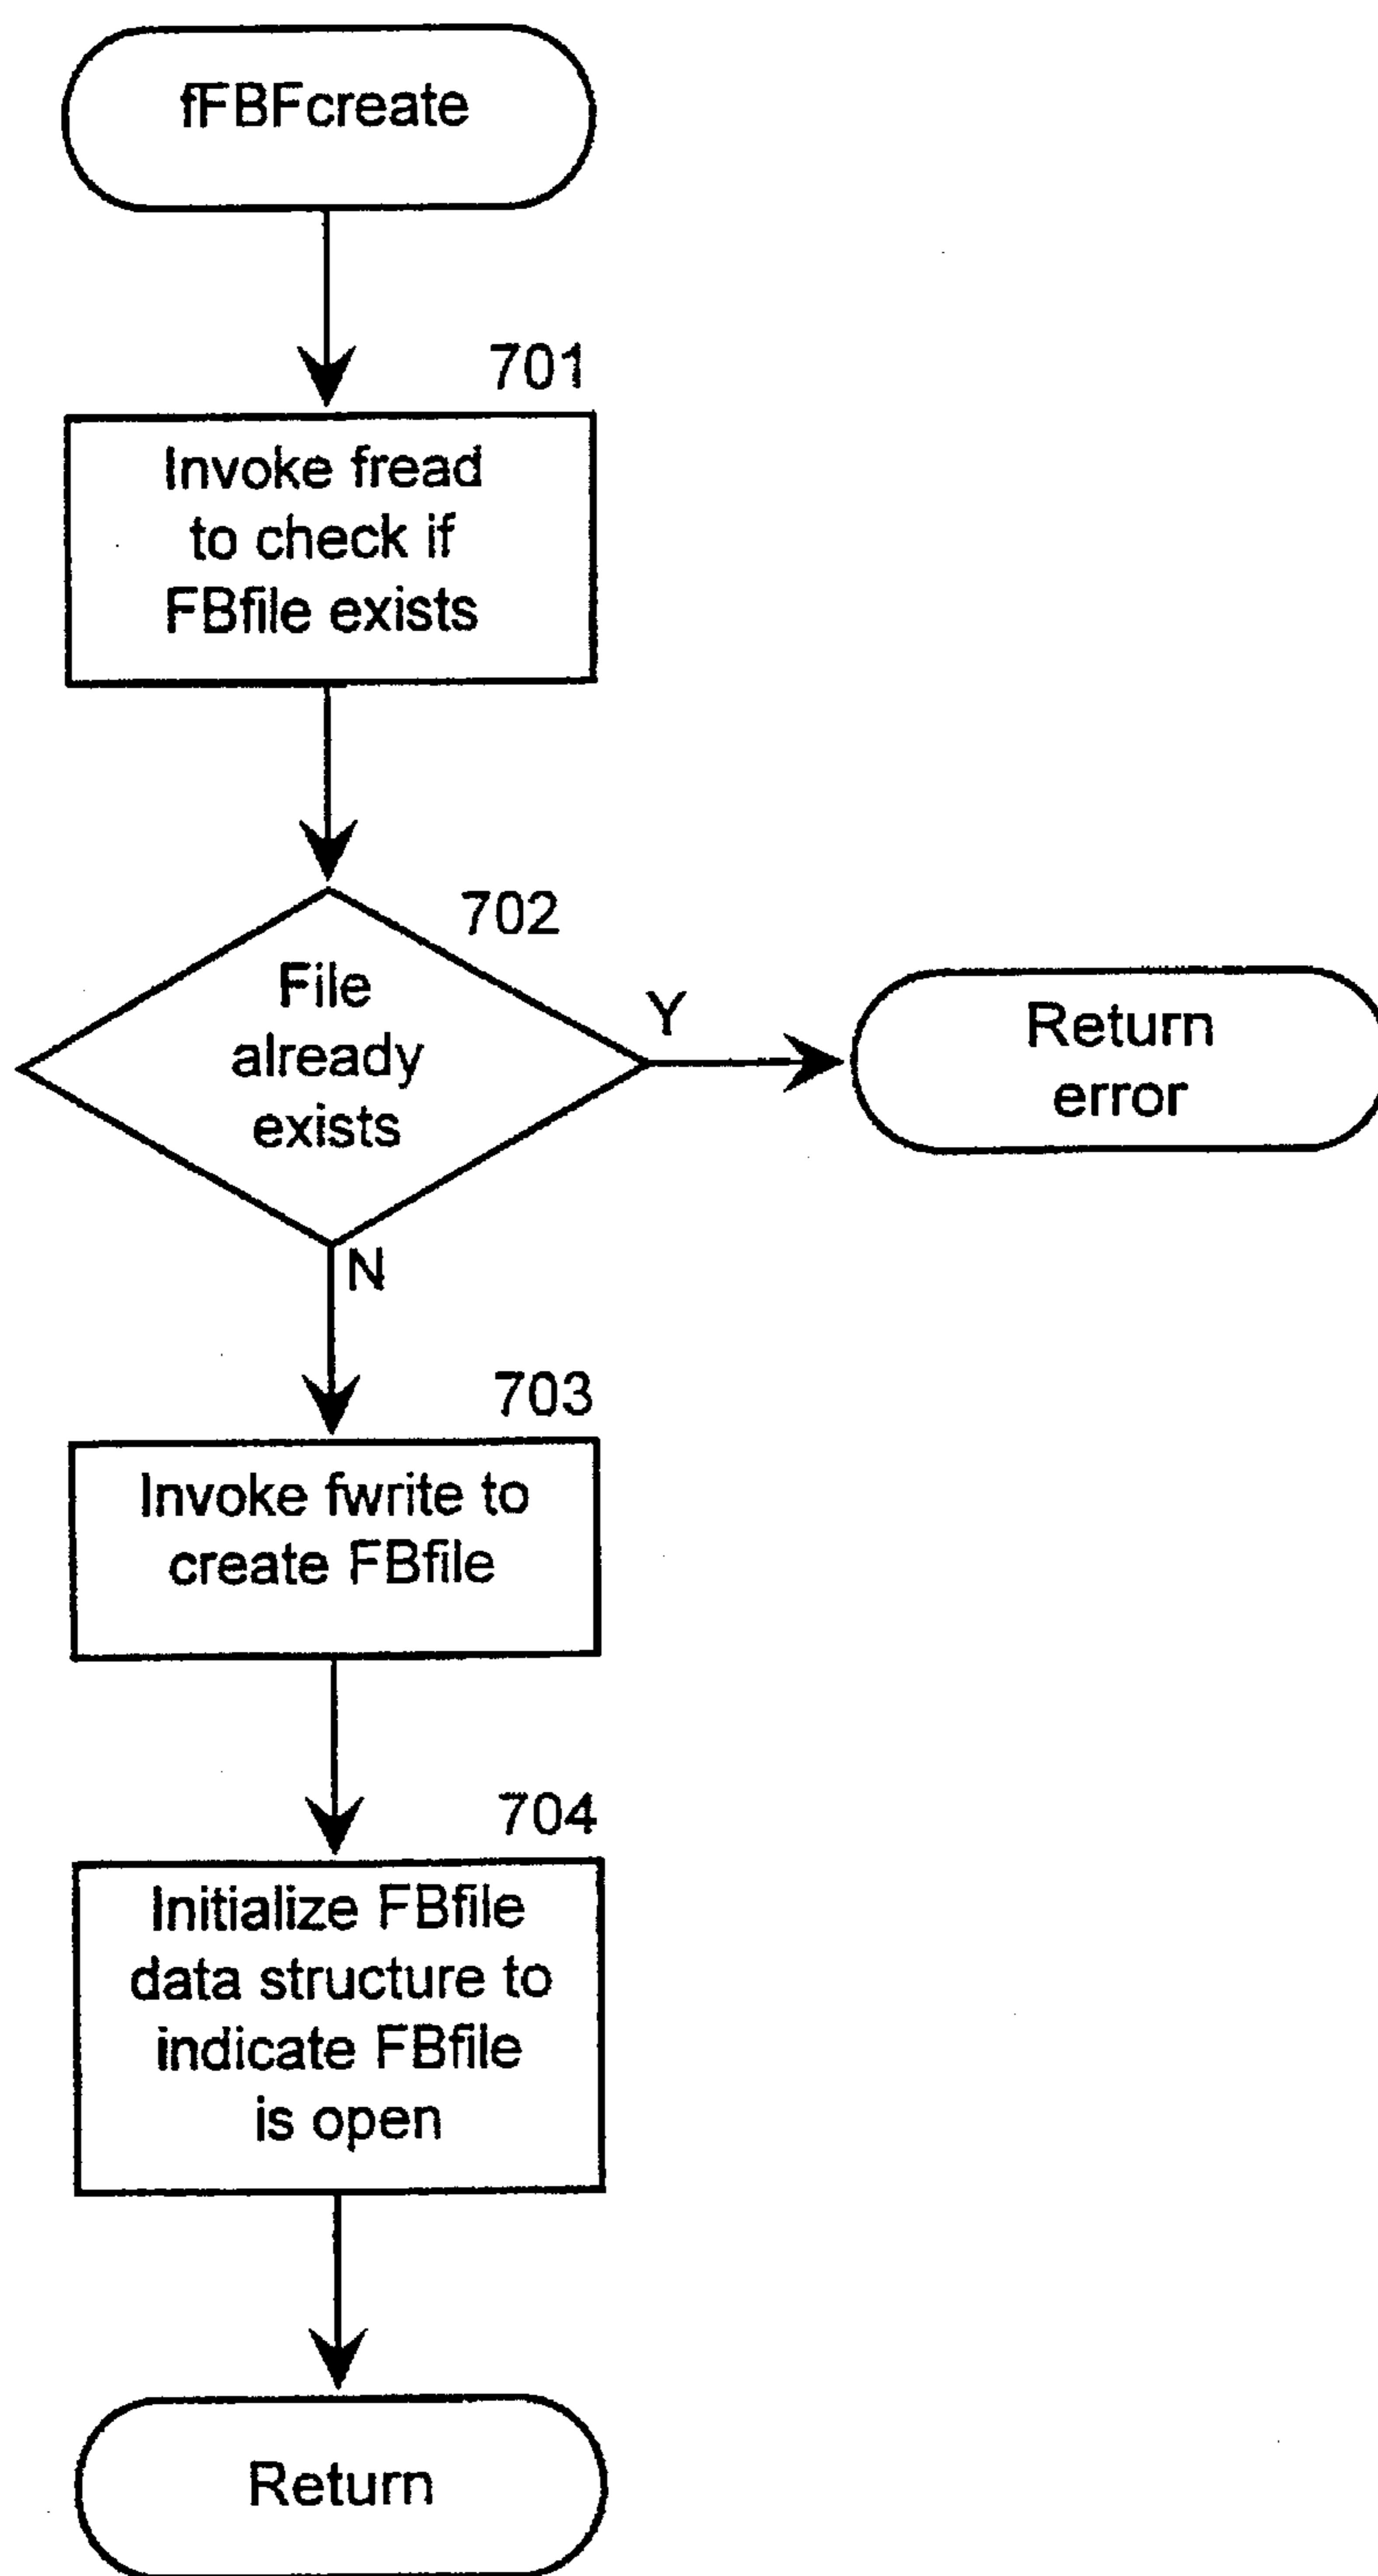 fFBFcreate
701
Invoke fread
to check if
FBfile exists
702
File
already
exists
Y
Return
error
N
703
Invoke fwrite to
create FBfile
704
Initialize FBfile
data structure to
indicate FBfile
is open
Return